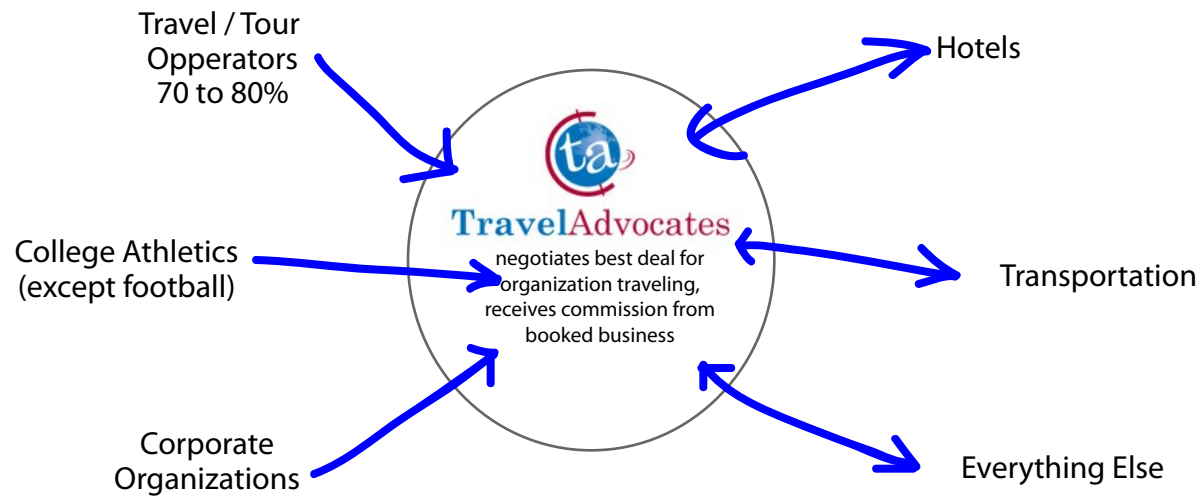 Travel / Tour
Opperators
70 to 80%
College Athletics
(except football)
Corporate
Organizations
ta
TravelAdvocates
negotiates best deal for
organization traveling,
receives commission from
booked business
Hotels
Transportation
Everything Else